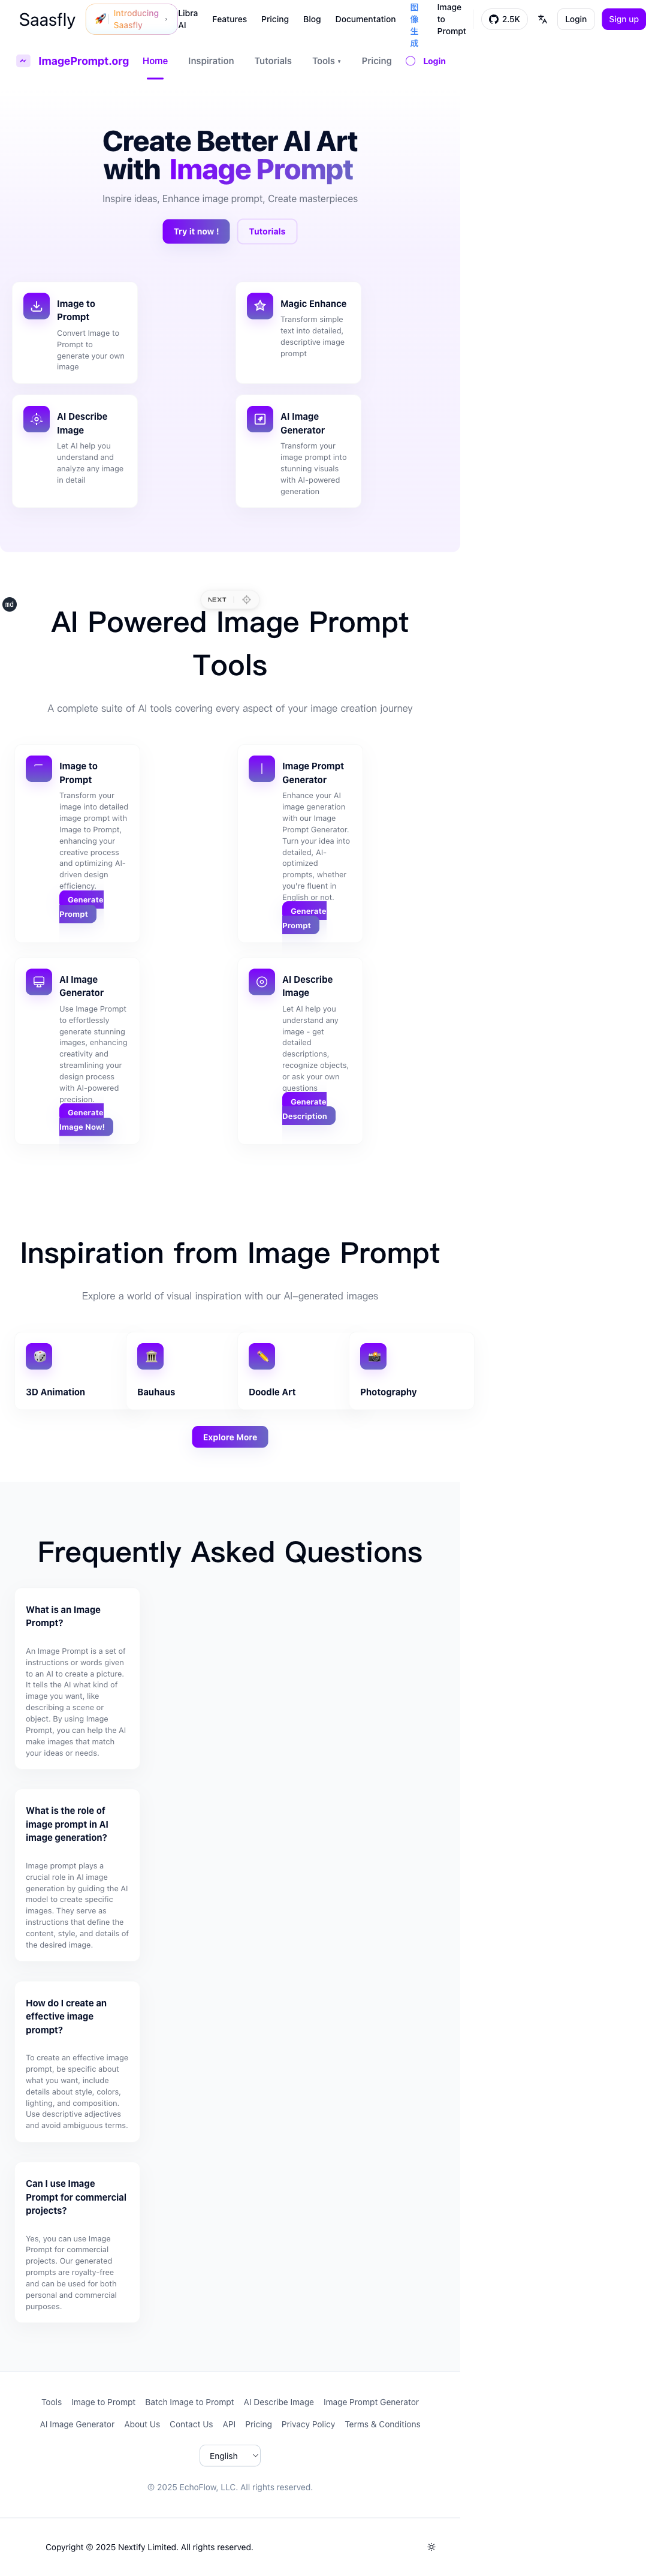 Saasfly
Introducing
Saasfly
Libra
AI
Features
Pricing
Blog
Documentation
图
像
生
成
Image
to
Prompt
2.5K
Login
Sign up
ImagePrompt.org
Home
Inspiration
Tutorials
Tools
Pricing
Login
Create Better AI Art
with Image Prompt
Inspire ideas, Enhance image prompt, Create masterpieces
Try it now !
Tutorials
Image to
Prompt
Convert Image to
Prompt to
generate your own
image
Magic Enhance
Transform simple
text into detailed,
descriptive image
prompt
AI Describe
Image
Let AI help you
understand and
analyze any image
in detail
AI Image
Generator
Transform your
image prompt into
stunning visuals
with AI-powered
generation
NEXT
md
AI Powered Image Prompt
Tools
A complete suite of AI tools covering every aspect of your image creation journey
Image to
Prompt
Transform your
image into detailed
image prompt with
Image to Prompt,
enhancing your
creative process
and optimizing AI-
driven design
efficiency.
Generate
Prompt
Image Prompt
Generator
Enhance your AI
image generation
with our Image
Prompt Generator.
Turn your idea into
detailed, AI-
optimized
prompts, whether
you're fluent in
English or not.
Generate
Prompt
AI Image
Generator
Use Image Prompt
to effortlessly
generate stunning
images, enhancing
creativity and
streamlining your
design process
with AI-powered
precision.
Generate
Image Now!
AI Describe
Image
Let AI help you
understand any
image - get
detailed
descriptions,
recognize objects,
or ask your own
questions
Generate
Description
Inspiration from Image Prompt
Explore a world of visual inspiration with our AI-generated images
3D Animation
Bauhaus
Doodle Art
Photography
Explore More
Frequently Asked Questions
What is an Image
Prompt?
An Image Prompt is a set of
instructions or words given
to an AI to create a picture.
It tells the AI what kind of
image you want, like
describing a scene or
object. By using Image
Prompt, you can help the AI
make images that match
your ideas or needs.
What is the role of
image prompt in AI
image generation?
Image prompt plays a
crucial role in AI image
generation by guiding the AI
model to create specific
images. They serve as
instructions that define the
content, style, and details of
the desired image.
How do I create an
effective image
prompt?
To create an effective image
prompt, be specific about
what you want, include
details about style, colors,
lighting, and composition.
Use descriptive adjectives
and avoid ambiguous terms.
Can I use Image
Prompt for commercial
projects?
Yes, you can use Image
Prompt for commercial
projects. Our generated
prompts are royalty-free
and can be used for both
personal and commercial
purposes.
Tools
Image to Prompt
Batch Image to Prompt
AI Describe Image
Image Prompt Generator
AI Image Generator
About Us
Contact Us
API
Pricing
Privacy Policy
Terms & Conditions
English
© 2025 EchoFlow, LLC. All rights reserved.
Copyright © 2025 Nextify Limited. All rights reserved.